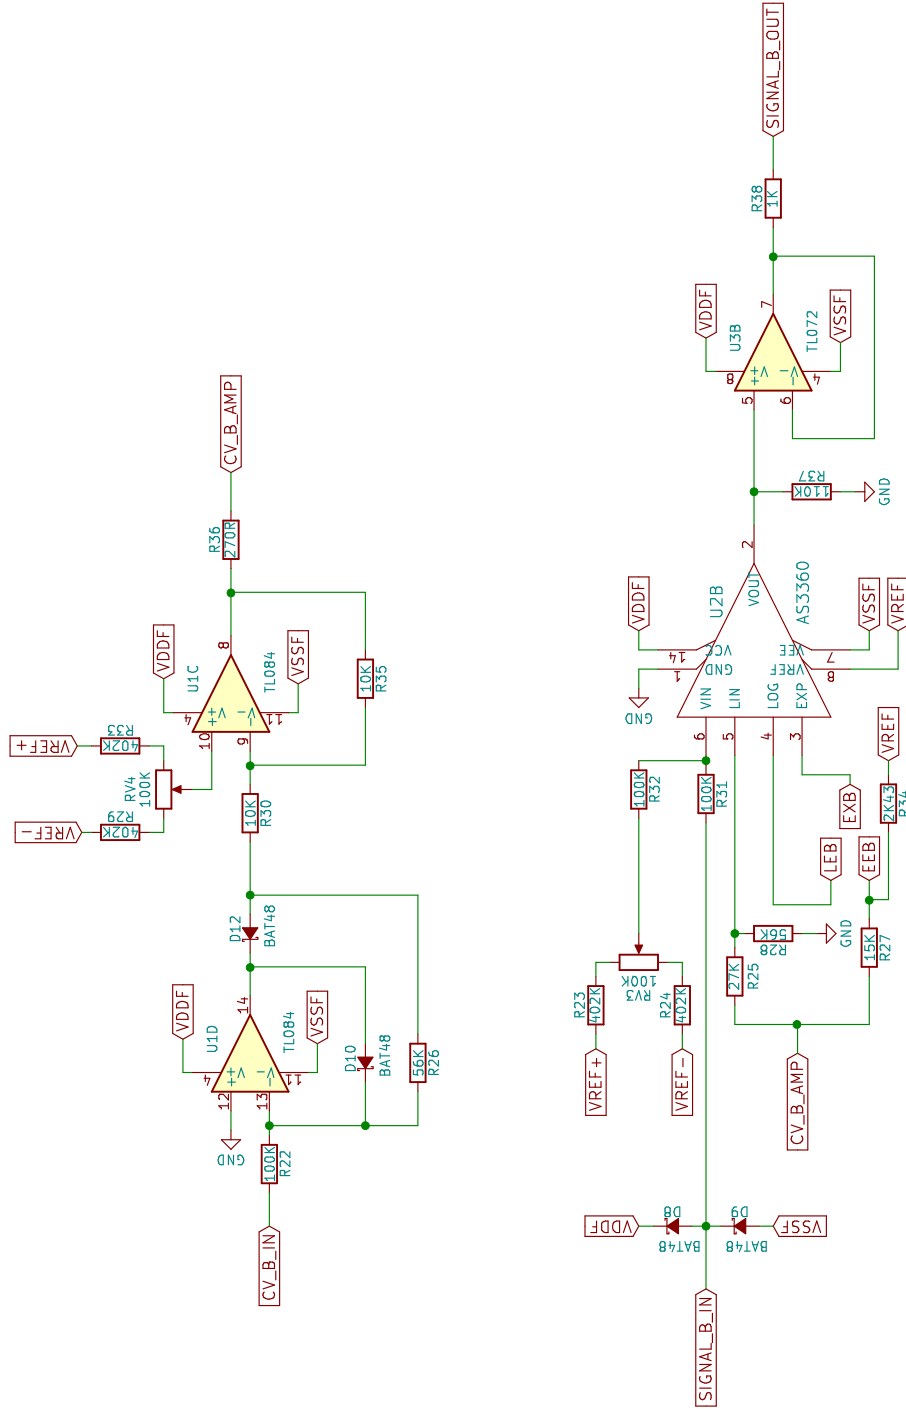 SIGNAL_B_OUT
R38
1K
VDDF
U3B
7
TL072
VSSF
V+
V-
+
-
8
4
5
6
CV_B_AMP
R36
270R
R37
110K
GND
VDDF
U1C
8
TL084
VSSF
V+
V-
+
-
4
11
10
9
R35
10K
VDDF
U2B
2
VOUT
AS3360
VSSF
VREF
14
VCC
GND
1
VEE
7
VREF
8
GND
VIN
LIN
LOG
EXP
6
5
4
3
VREF+
R33
402K
RV4
100K
VREF-
R29
402K
R30
10K
R32
100K
R31
100K
VREF
2K43
R34
EXB
LEB
EEB
D12
BAT48
R28
56K
GND
R27
15K
R25
27K
R23
402K
RV3
100K
R24
402K
VREF+
VREF-
CV_B_AMP
VDDF
U1D
14
TL084
VSSF
V+
V-
+
-
4
11
12
13
D10
BAT48
R26
56K
GND
R22
100K
CV_B_IN
VDDF
D8
BAT48
D9
BAT48
VSSF
SIGNAL_B_IN